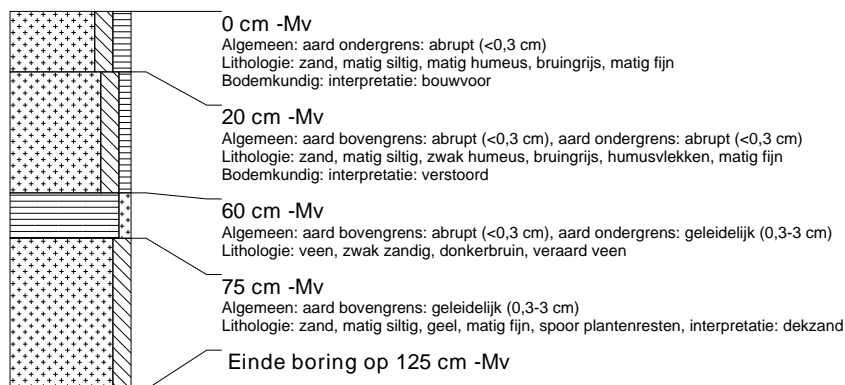 0 cm -Mv
Algemeen: aard ondergrens: abrupt (<0,3 cm)
Lithologie: zand, matig siltig, matig humeus, bruingrijs, matig fijn
Bodemkundig: interpretatie: bouwvoor
20 cm -Mv
Algemeen: aard bovengrens: abrupt (<0,3 cm), aard ondergrens: abrupt (<0,3 cm)
Lithologie: zand, matig siltig, zwak humeus, bruingrijs, humusvlekken, matig fijn
Bodemkundig: interpretatie: verstoord
60 cm -Mv
Algemeen: aard bovengrens: abrupt (<0,3 cm), aard ondergrens: geleidelijk (0,3-3 cm)
Lithologie: veen, zwak zandig, donkerbruin, veraard veen
75 cm -Mv
Algemeen: aard bovengrens: geleidelijk (0,3-3 cm)
Lithologie: zand, matig siltig, geel, matig fijn, spoor plantenresten, interpretatie: dekzand
Einde boring op 125 cm -Mv